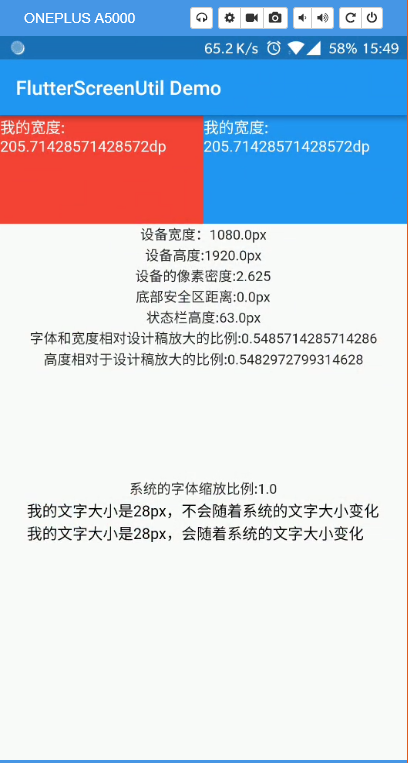 ONEPLUS A5000
65.2 K/s 58% 15:49
FlutterScreenUtil Demo
我的宽度:
205.71428571428572dp
我的宽度:
205.71428571428572dp
设备宽度：1080.0px
设备高度:1920.0px
设备的像素密度:2.625
底部安全区距离:0.0px
状态栏高度:63.0px
字体和宽度相对设计稿放大的比例:0.5485714285714286
高度相对于设计稿放大的比例:0.5482972799314628
系统的字体缩放比例:1.0
我的文字大小是28px，不会随着系统的文字大小变化
我的文字大小是28px，会随着系统的文字大小变化